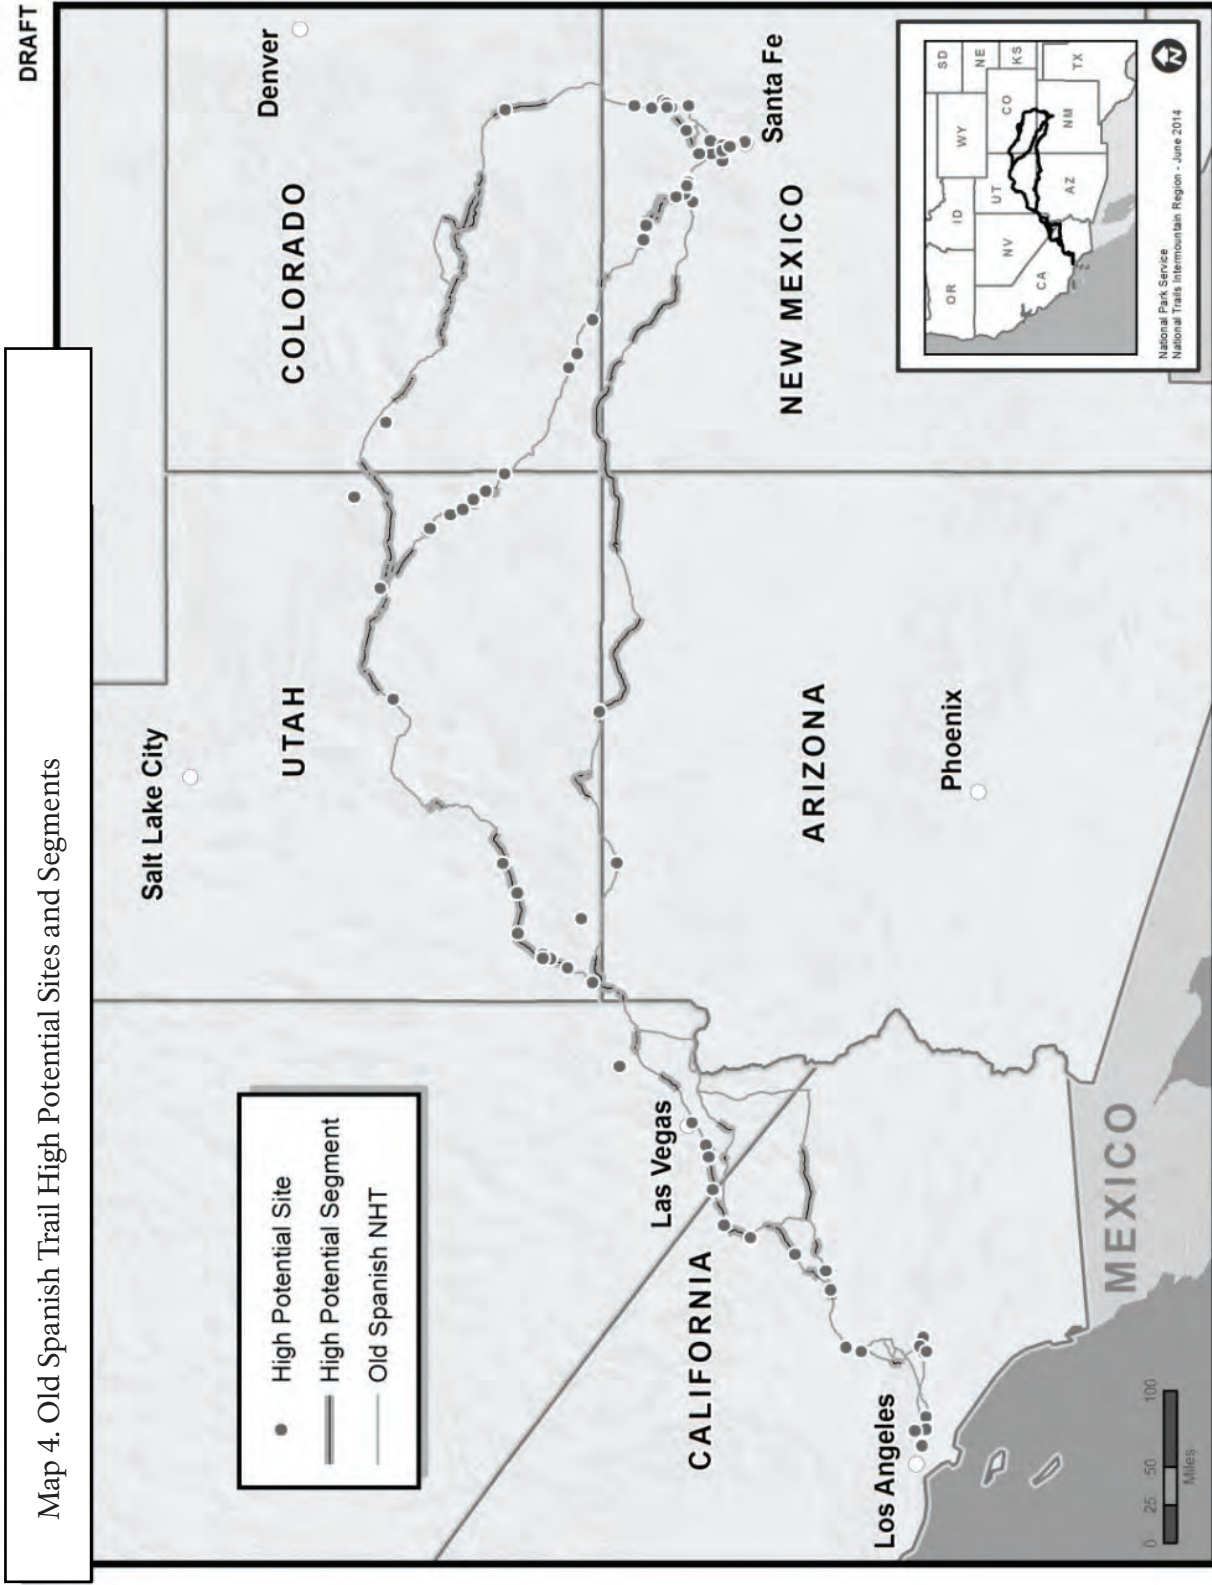 DRAFT
Map 4. Old Spanish Trail High Potential Sites and Segments
Salt Lake City
Denver
UTAH
COLORADO
High Potential Site
High Potential Segment
Old Spanish NHT
Las Vegas
CALIFORNIA
Los Angeles
ARIZONA
Phoenix
NEW MEXICO
Santa Fe
MEXICO
0 25 50 100
Miles
OR
ID
WY
SD
NE
KS
NV
UT
CO
CA
AZ
NM
TX
N
National Park Service
National Trails Intermountain Region - June 2014